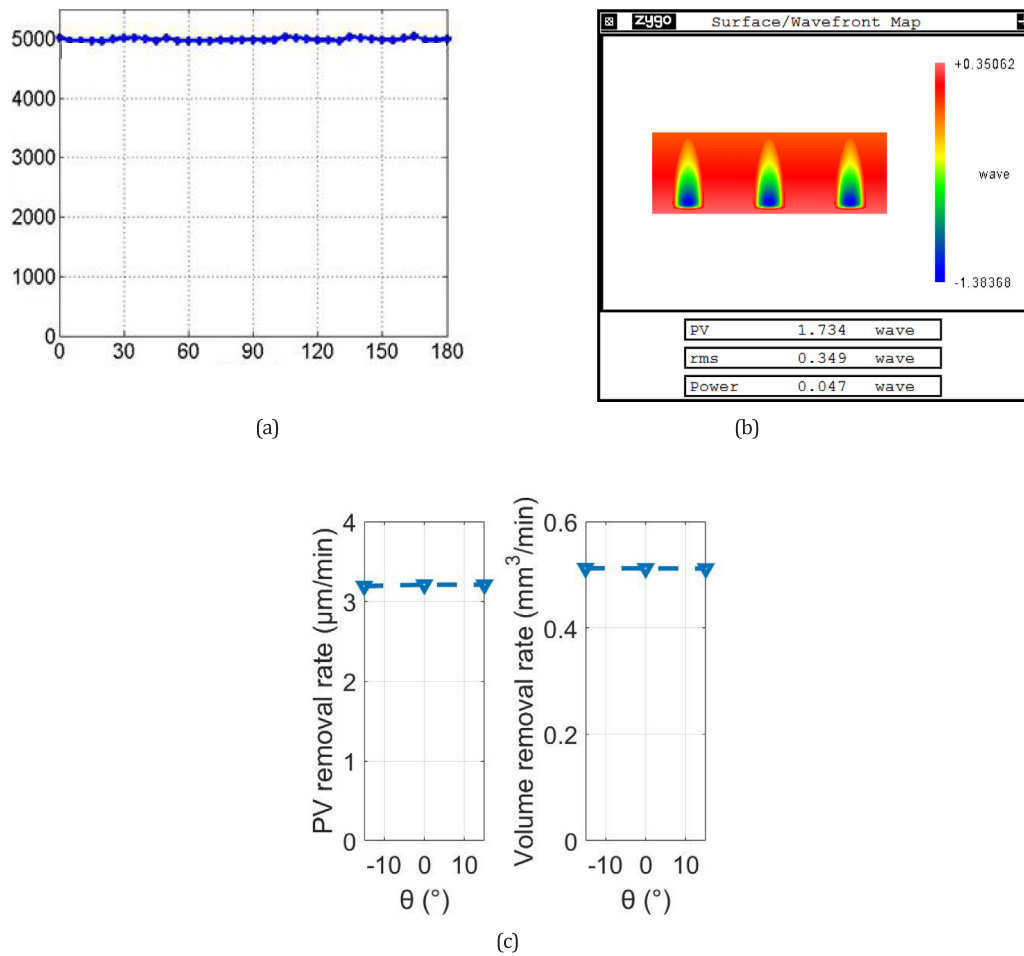 5000
4000
3000
2000
1000
0
0 30 60 90 120 150 180
(a)
zygo Surface/Wavefront Map
+0.35062
wave
-1.38368
PV 1.734 wave
rms 0.349 wave
Power 0.047 wave
(b)
PV removal rate (μm/min)
4
3
2
1
0
-10 0 10
θ (°)
Volume removal rate (mm³/min)
0.6
0.4
0.2
0
-10 0 10
θ (°)
(c)